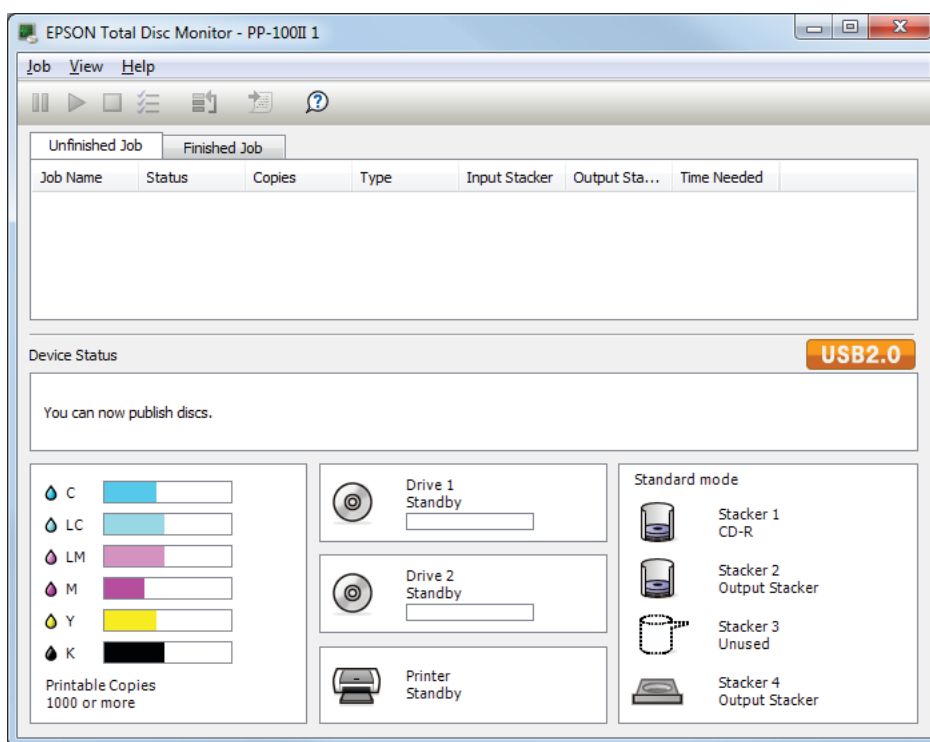 EPSON Total Disc Monitor - PP-100II 1
Job View Help
Unfinished Job Finished Job
Job Name Status Copies Type Input Stacker Output Sta... Time Needed
Device Status
USB2.0
You can now publish discs.
C
LC
LM
M
Y
K
Printable Copies
1000 or more
Drive 1
Standby
Drive 2
Standby
Printer
Standby
Standard mode
Stacker 1
CD-R
Stacker 2
Output Stacker
Stacker 3
Unused
Stacker 4
Output Stacker